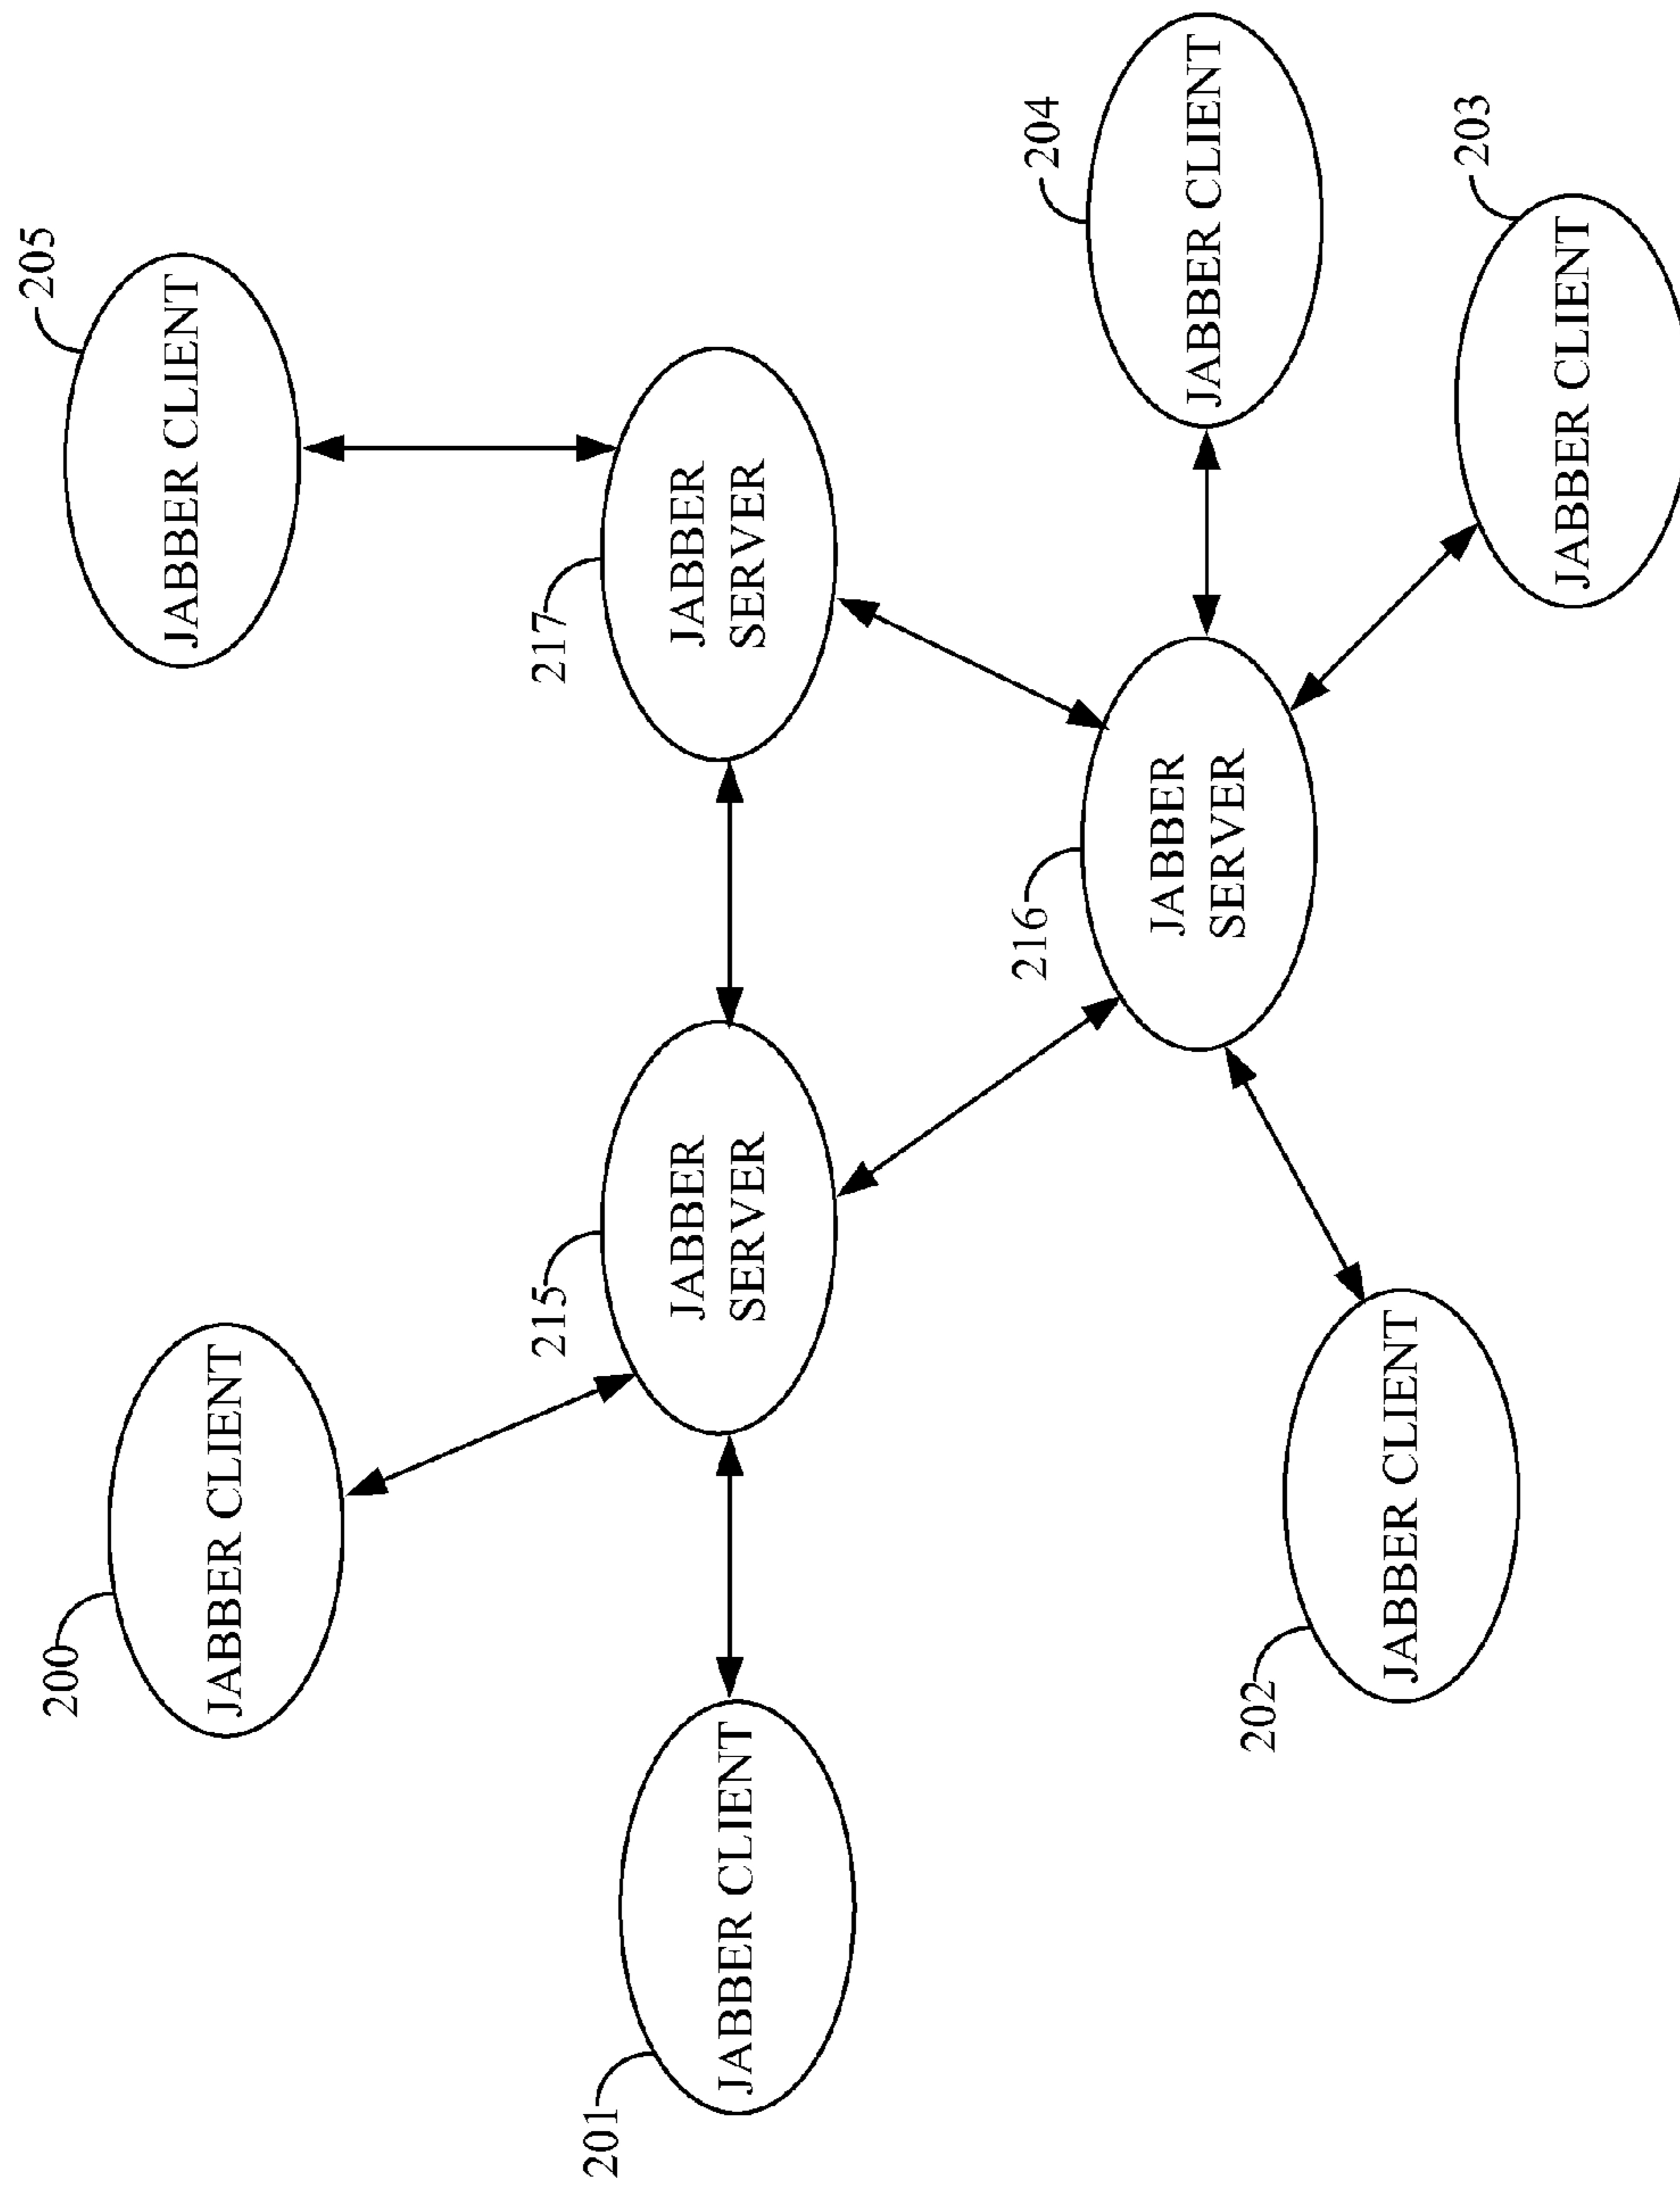 200
JABBER CLIENT
205
JABBER CLIENT
201
JABBER CLIENT
215
JABBER
SERVER
217
JABBER
SERVER
216
JABBER
SERVER
204
JABBER CLIENT
202
JABBER CLIENT
203
JABBER CLIENT